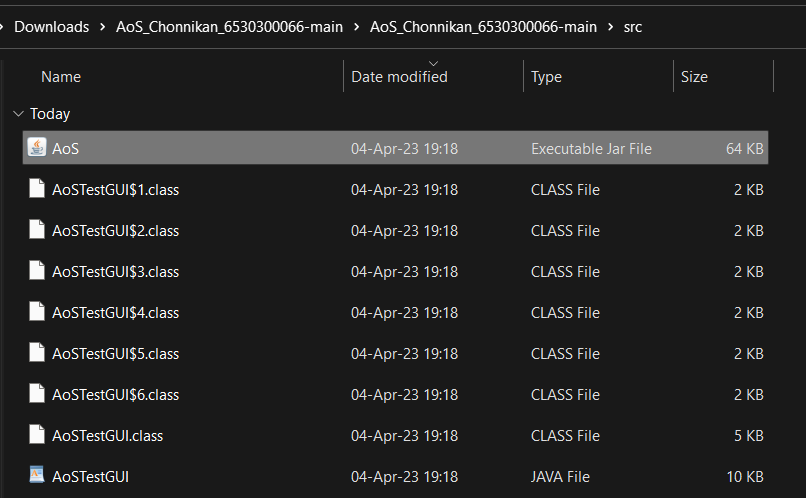 Downloads > AoS_Chonnikan_6530300066-main > AoS_Chonnikan_6530300066-main > src
Name Date modified Type Size
Today
AoS 04-Apr-23 19:18 Executable Jar File 64 KB
AoSTestGUI$1.class 04-Apr-23 19:18 CLASS File 2 KB
AoSTestGUI$2.class 04-Apr-23 19:18 CLASS File 2 KB
AoSTestGUI$3.class 04-Apr-23 19:18 CLASS File 2 KB
AoSTestGUI$4.class 04-Apr-23 19:18 CLASS File 2 KB
AoSTestGUI$5.class 04-Apr-23 19:18 CLASS File 2 KB
AoSTestGUI$6.class 04-Apr-23 19:18 CLASS File 2 KB
AoSTestGUI.class 04-Apr-23 19:18 CLASS File 5 KB
AoSTestGUI 04-Apr-23 19:18 JAVA File 10 KB